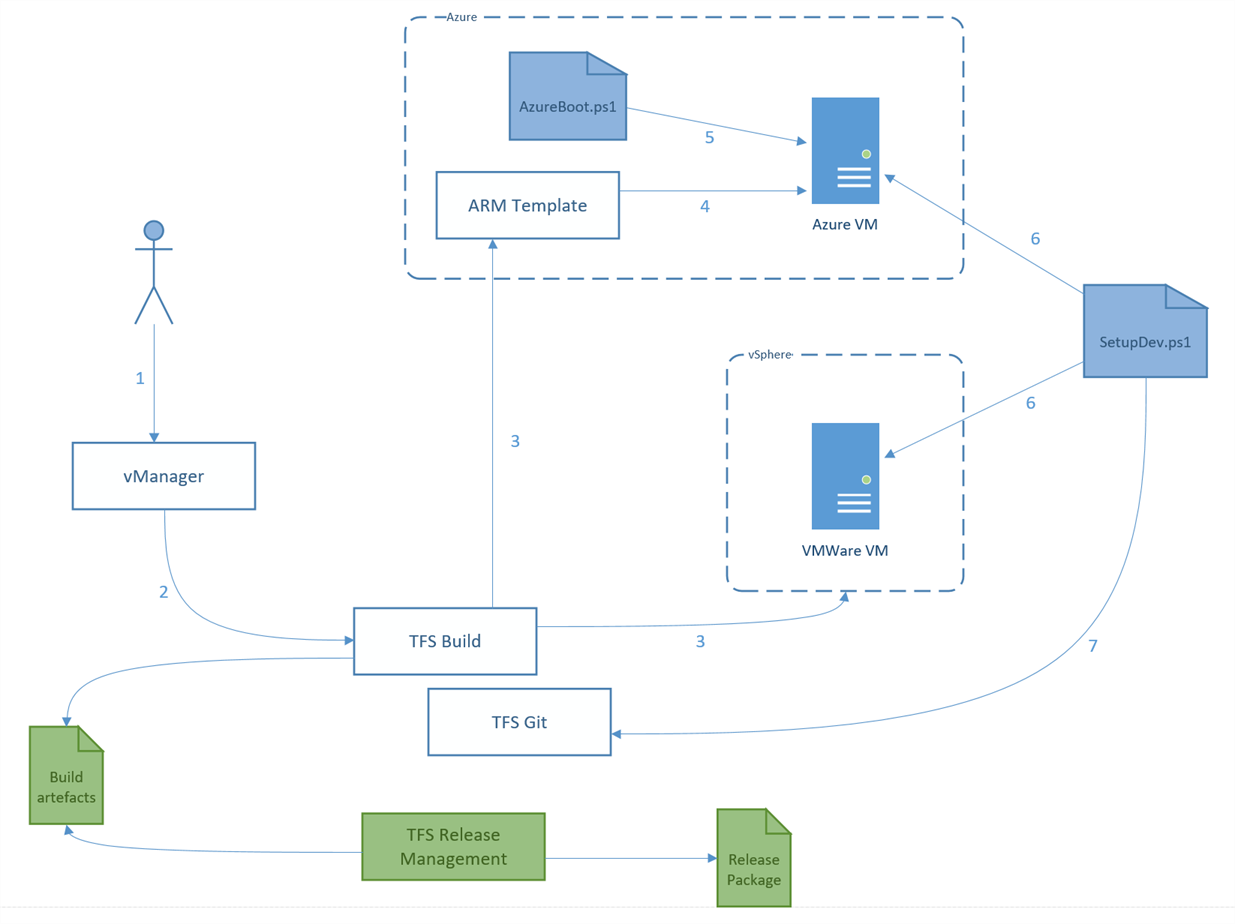 Azure
AzureBoot.ps1
5
ARM Template
4
Azure VM
6
SetupDev.ps1
1
vSphere
6
3
vManager
VMWare VM
2
TFS Build
3
7
TFS Git
Build
artefacts
TFS Release
Management
Release
Package